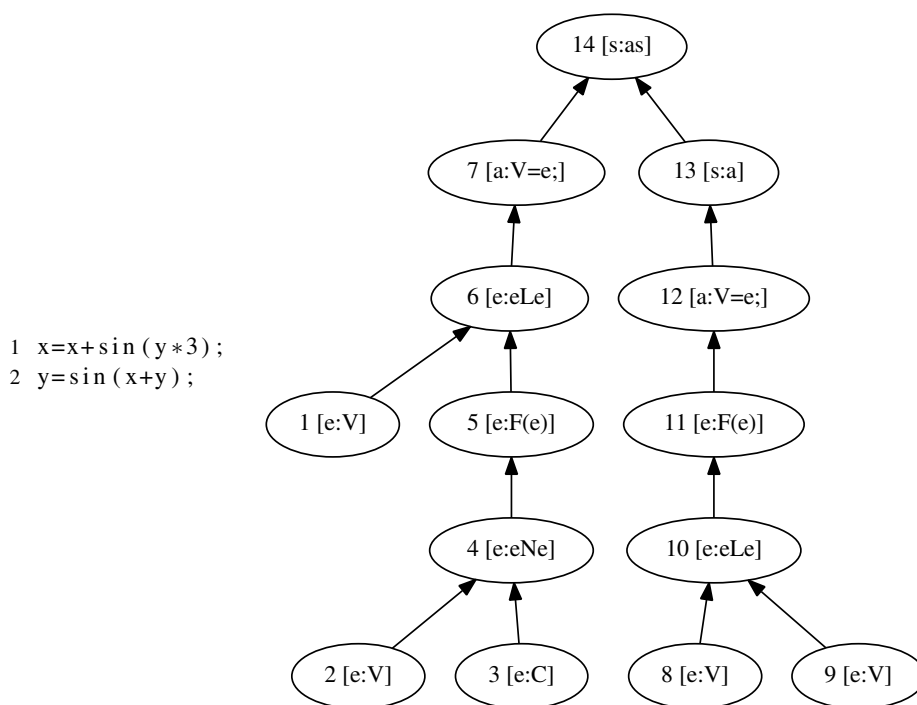 14 [s:as]
7 [a:V=e;]
13 [s:a]
6 [e:eLe]
12 [a:V=e;]
1 x=x+sin(y*3);
2 y=sin(x+y);
1 [e:V]
5 [e:F(e)]
11 [e:F(e)]
4 [e:eNe]
10 [e:eLe]
2 [e:V]
3 [e:C]
8 [e:V]
9 [e:V]